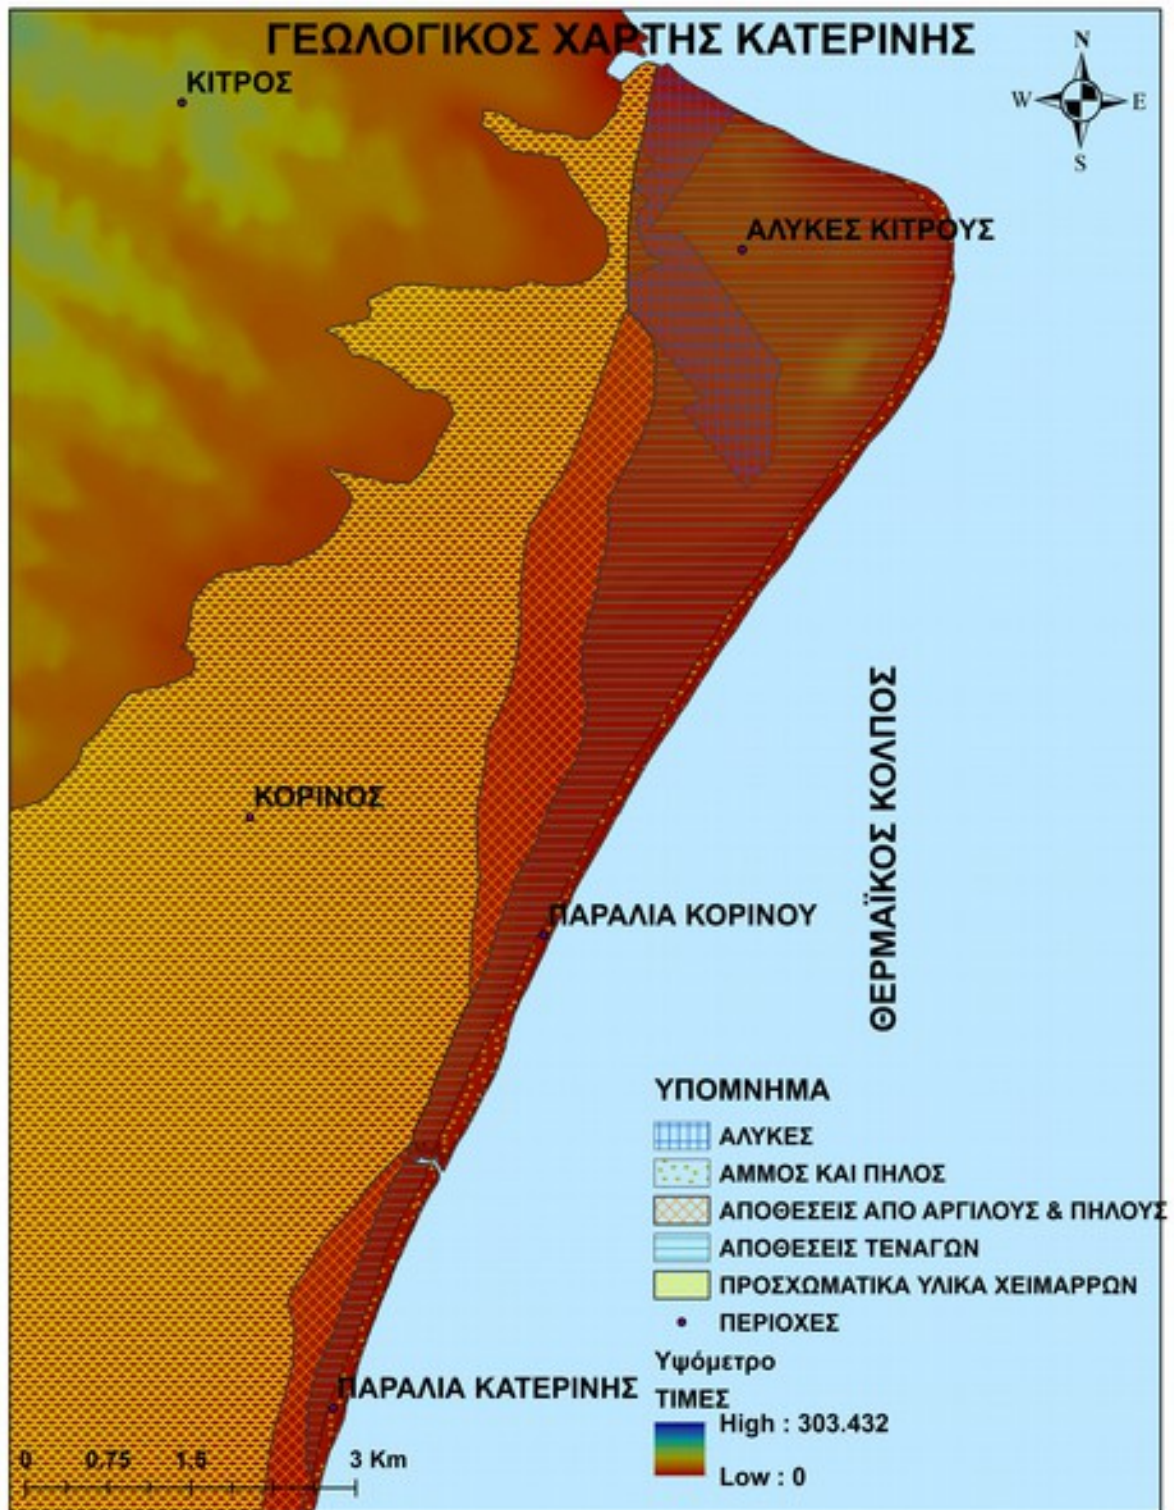 ΓΕΩΛΟΓΙΚΟΣ ΧΑΡΤΗΣ ΚΑΤΕΡΙΝΗΣ
N
W E
S
ΚΙΤΡΟΣ
ΑΛΥΚΕΣ ΚΙΤΡΟΥΣ
ΘΕΡΜΑΪΚΟΣ ΚΟΛΠΟΣ
ΚΟΡΙΝΟΣ
ΠΑΡΑΛΙΑ ΚΟΡΙΝΟΥ
ΥΠΟΜΝΗΜΑ
ΑΛΥΚΕΣ
ΑΜΜΟΣ ΚΑΙ ΠΗΛΟΣ
ΑΠΟΘΕΣΕΙΣ ΑΠΟ ΑΡΓΙΛΟΥΣ & ΠΗΛΟΥΣ
ΑΠΟΘΕΣΕΙΣ ΤΕΝΑΓΩΝ
ΠΡΟΣΧΩΜΑΤΙΚΑ ΥΛΙΚΑ ΧΕΙΜΑΡΡΩΝ
ΠΕΡΙΟΧΕΣ
Υψόμετρο
ΤΙΜΕΣ
High : 303.432
Low : 0
ΠΑΡΑΛΙΑ ΚΑΤΕΡΙΝΗΣ
0 0.75 1.5 3 Km